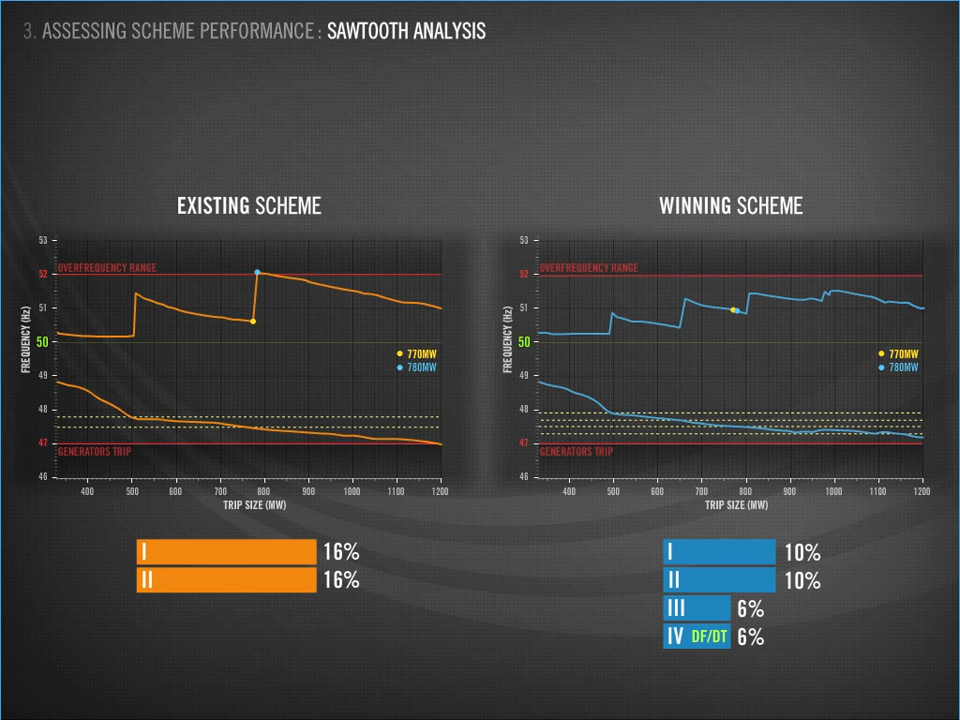 3. ASSESSING SCHEME PERFORMANCE : SAWTOOTH ANALYSIS
EXISTING SCHEME
53
52
51
50
49
48
47
46
FREQUENCY (Hz)
OVERFREQUENCY RANGE
770MW
780MW
GENERATORS TRIP
400 500 600 700 800 900 1000 1100 1200
TRIP SIZE (MW)
I 16%
II 16%
WINNING SCHEME
53
52
51
50
49
48
47
46
FREQUENCY (Hz)
OVERFREQUENCY RANGE
770MW
780MW
GENERATORS TRIP
400 500 600 700 800 900 1000 1100 1200
TRIP SIZE (MW)
I 10%
II 10%
III 6%
IV DF/DT 6%